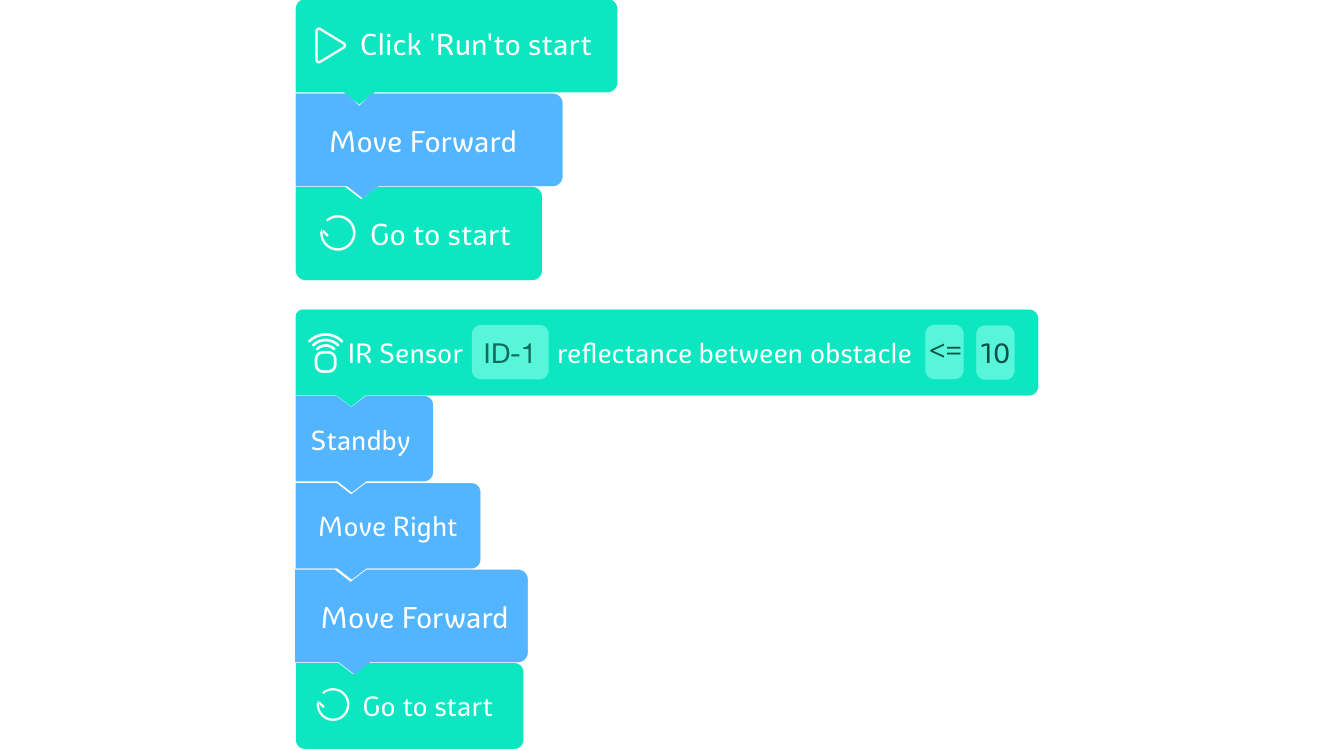 Click 'Run'to start
Move Forward
Go to start
IR Sensor ID-1 reflectance between obstacle <= 10
Standby
Move Right
Move Forward
Go to start